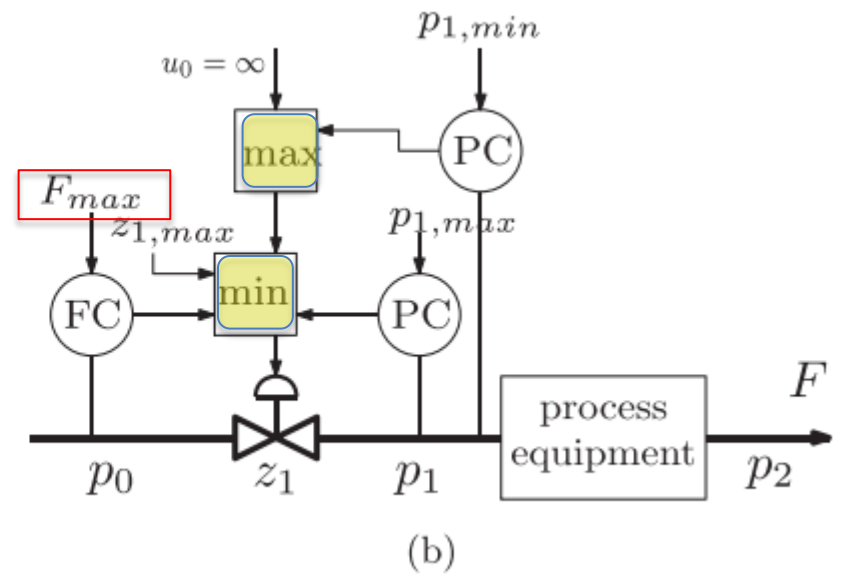 p₁,min
u₀ = ∞
max
PC
Fmax
z₁,max
p₁,max
FC
min
PC
process
equipment
F
p₀
z₁
p₁
p₂
(b)